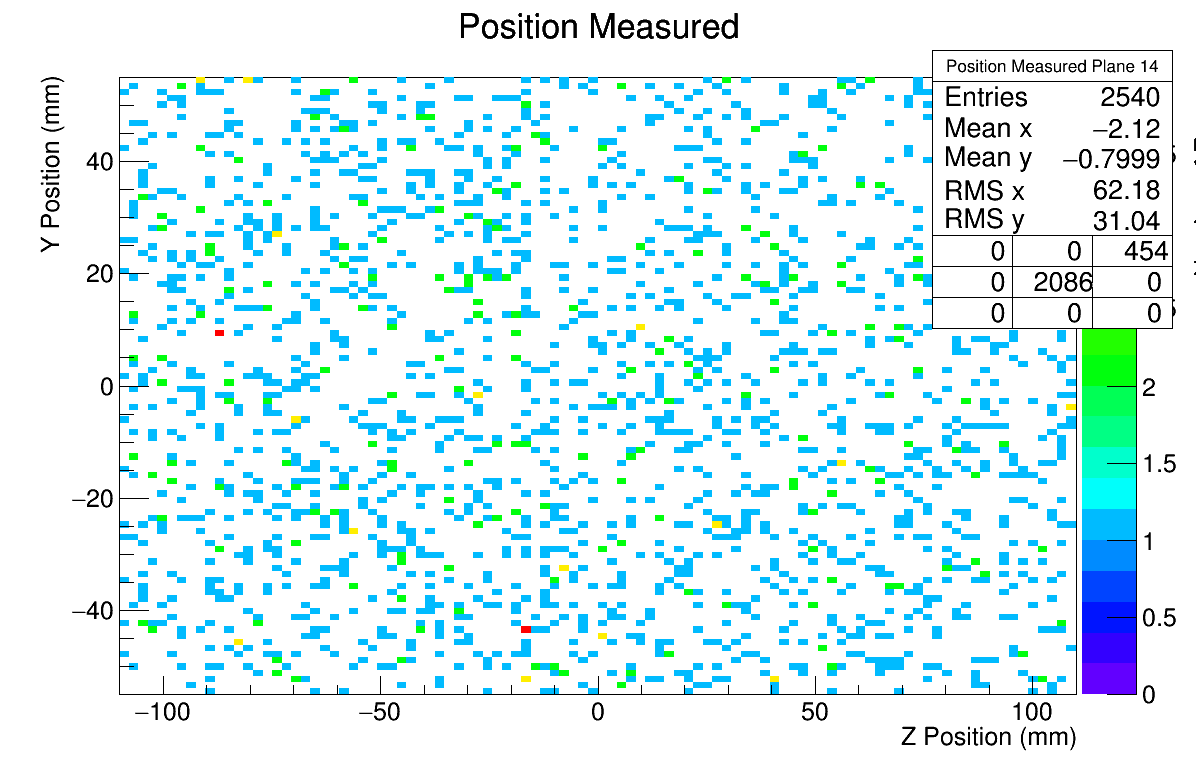 Position Measured
Position Measured Plane 14
Entries 2540
Mean x −2.12
Mean y −0.7999
RMS x 62.18
RMS y 31.04
0 0 454
0 2086 0
0 0 0
Y Position (mm)
40
20
0
−20
−40
−100 −50 0 50 100
Z Position (mm)
2
1.5
1
0.5
0